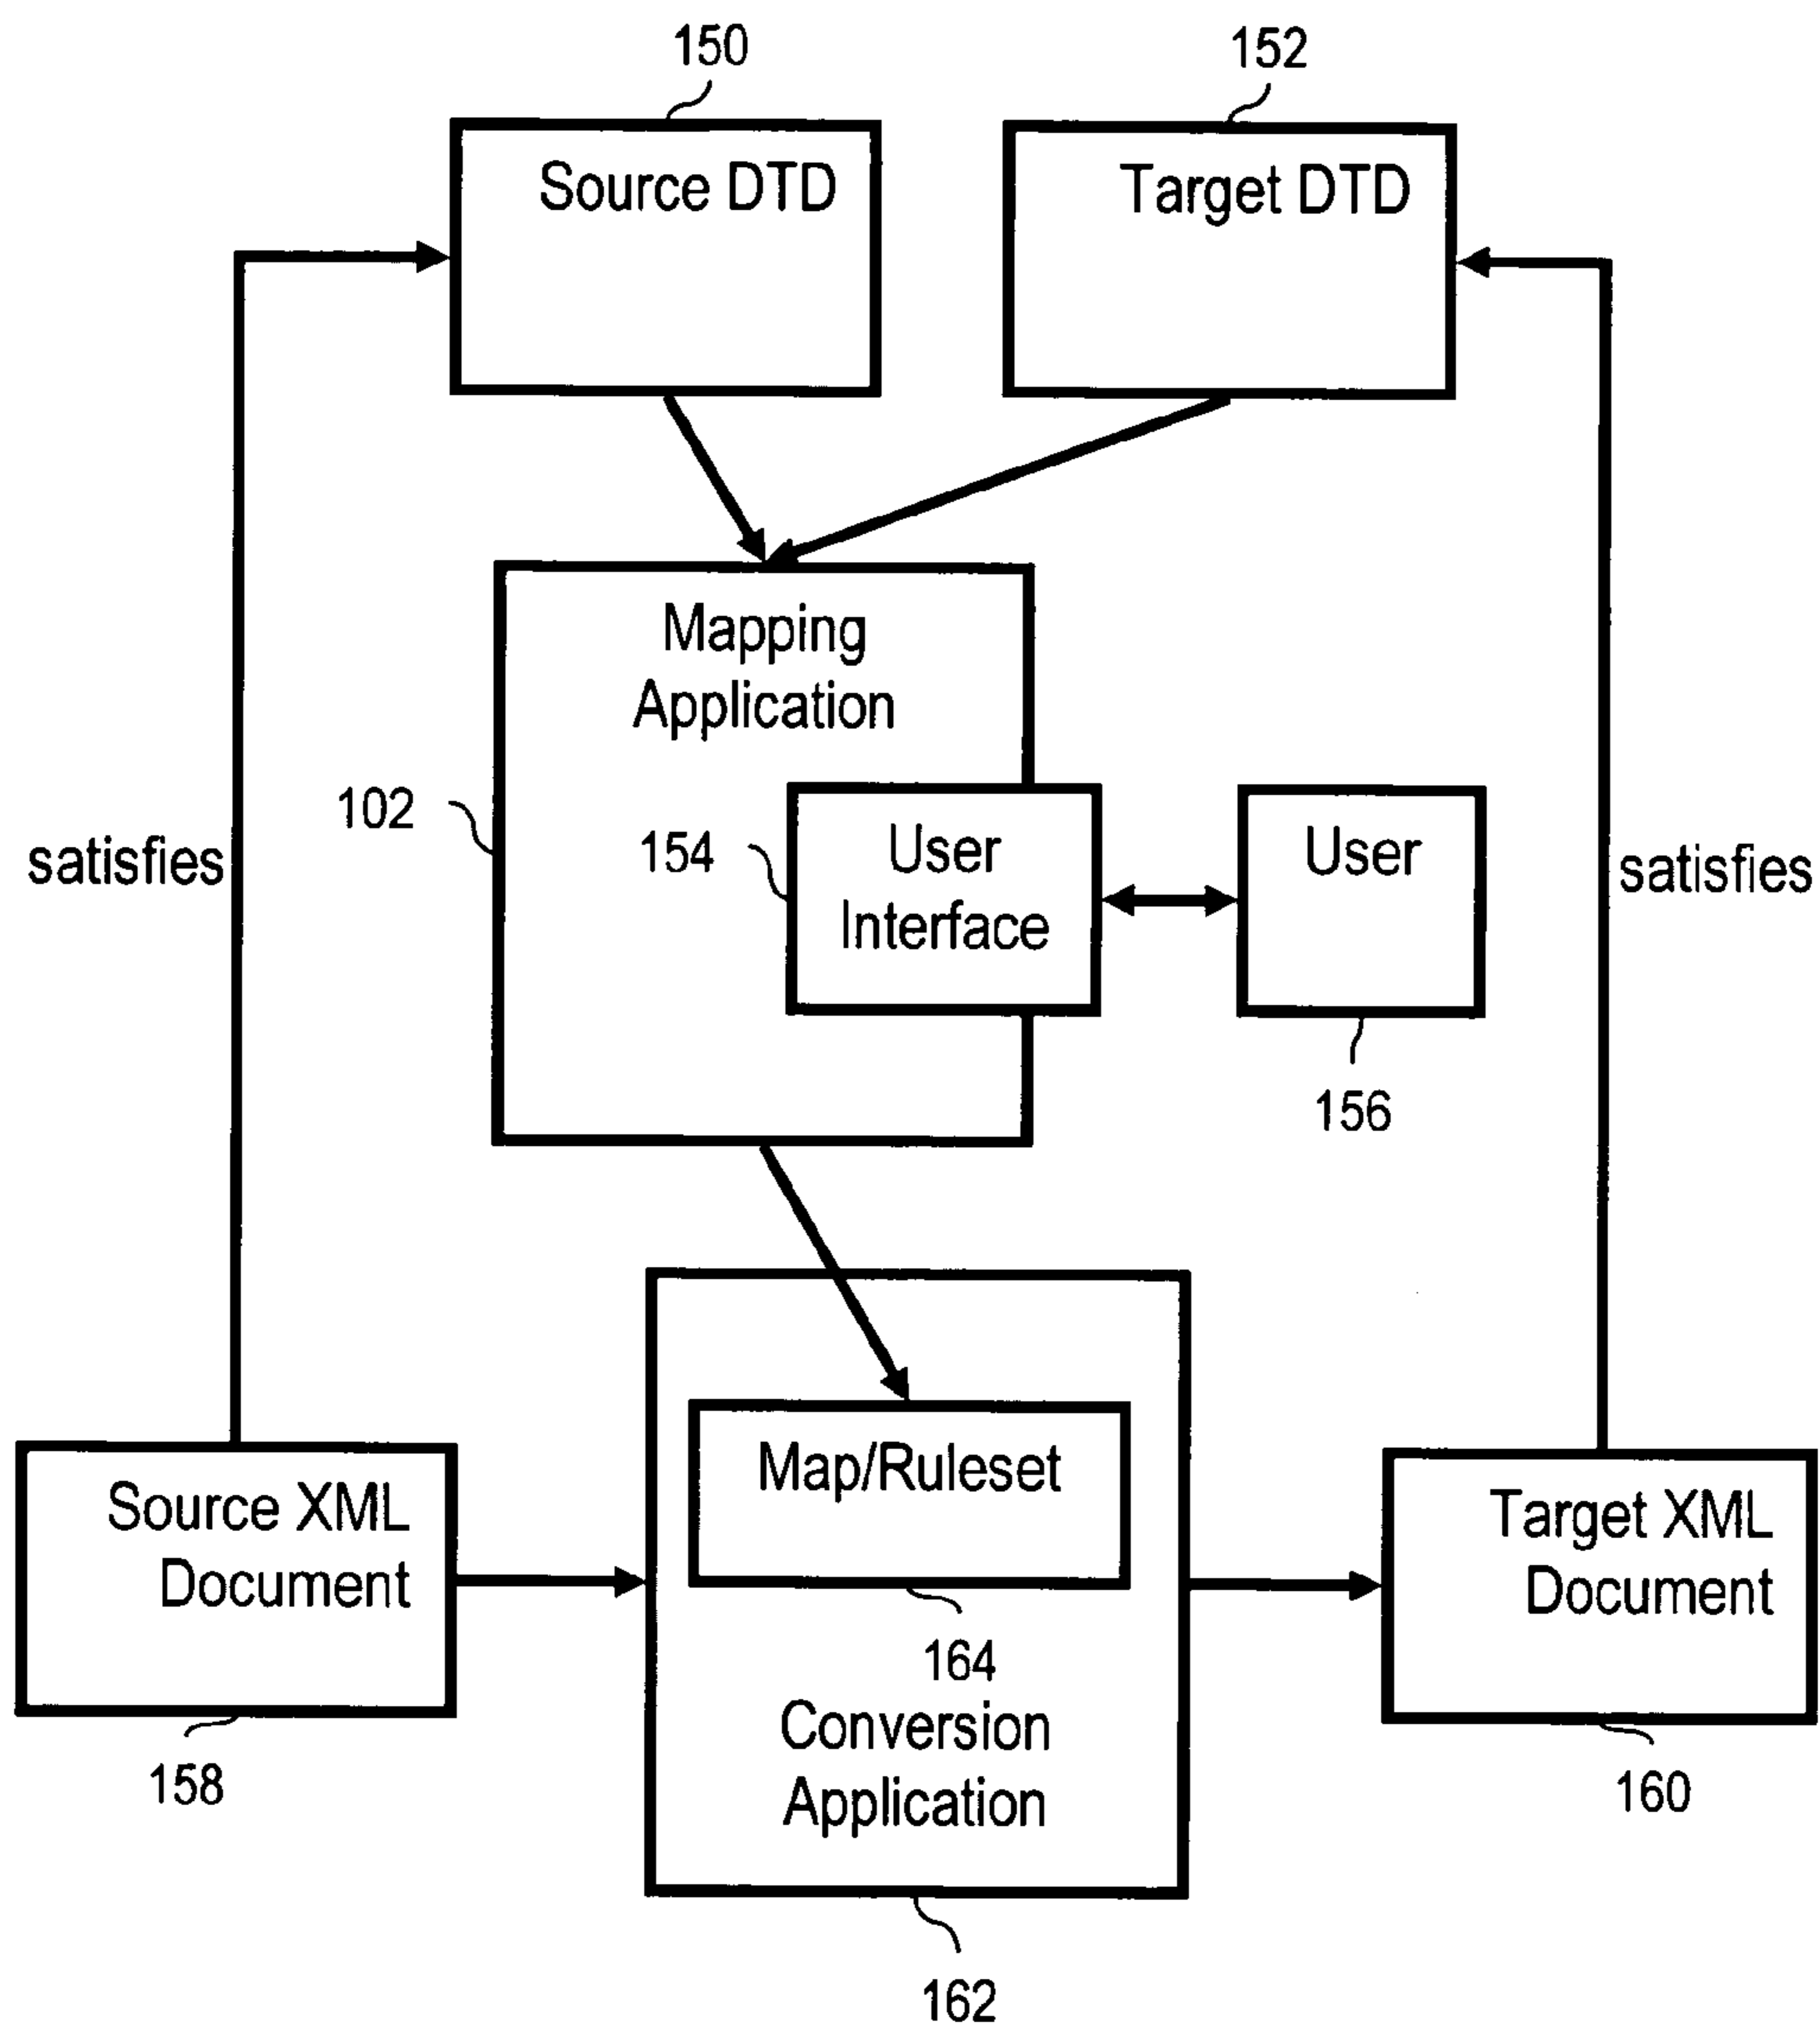 150
152
Source DTD
Target DTD
Mapping
Application
102
154
User
Interface
User
satisfies
satisfies
156
Map/Ruleset
Source XML
Document
Target XML
Document
164
Conversion
Application
158
160
162